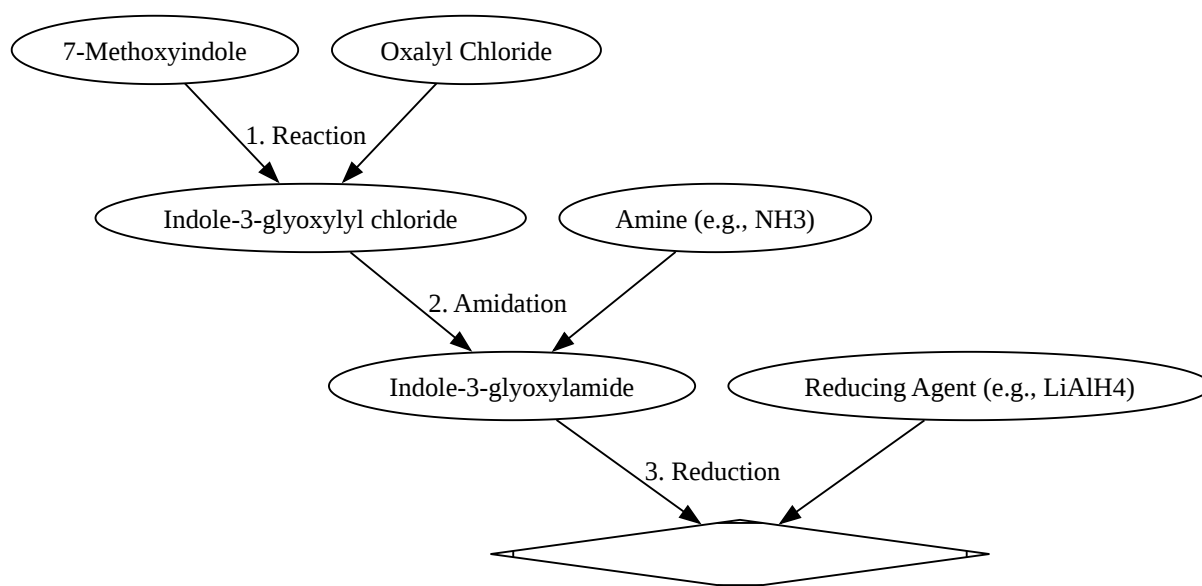 7-Methoxyindole
Oxalyl Chloride
1. Reaction
Indole-3-glyoxylyl chloride
Amine (e.g., NH3)
2. Amidation
Indole-3-glyoxylamide
Reducing Agent (e.g., LiAlH4)
3. Reduction